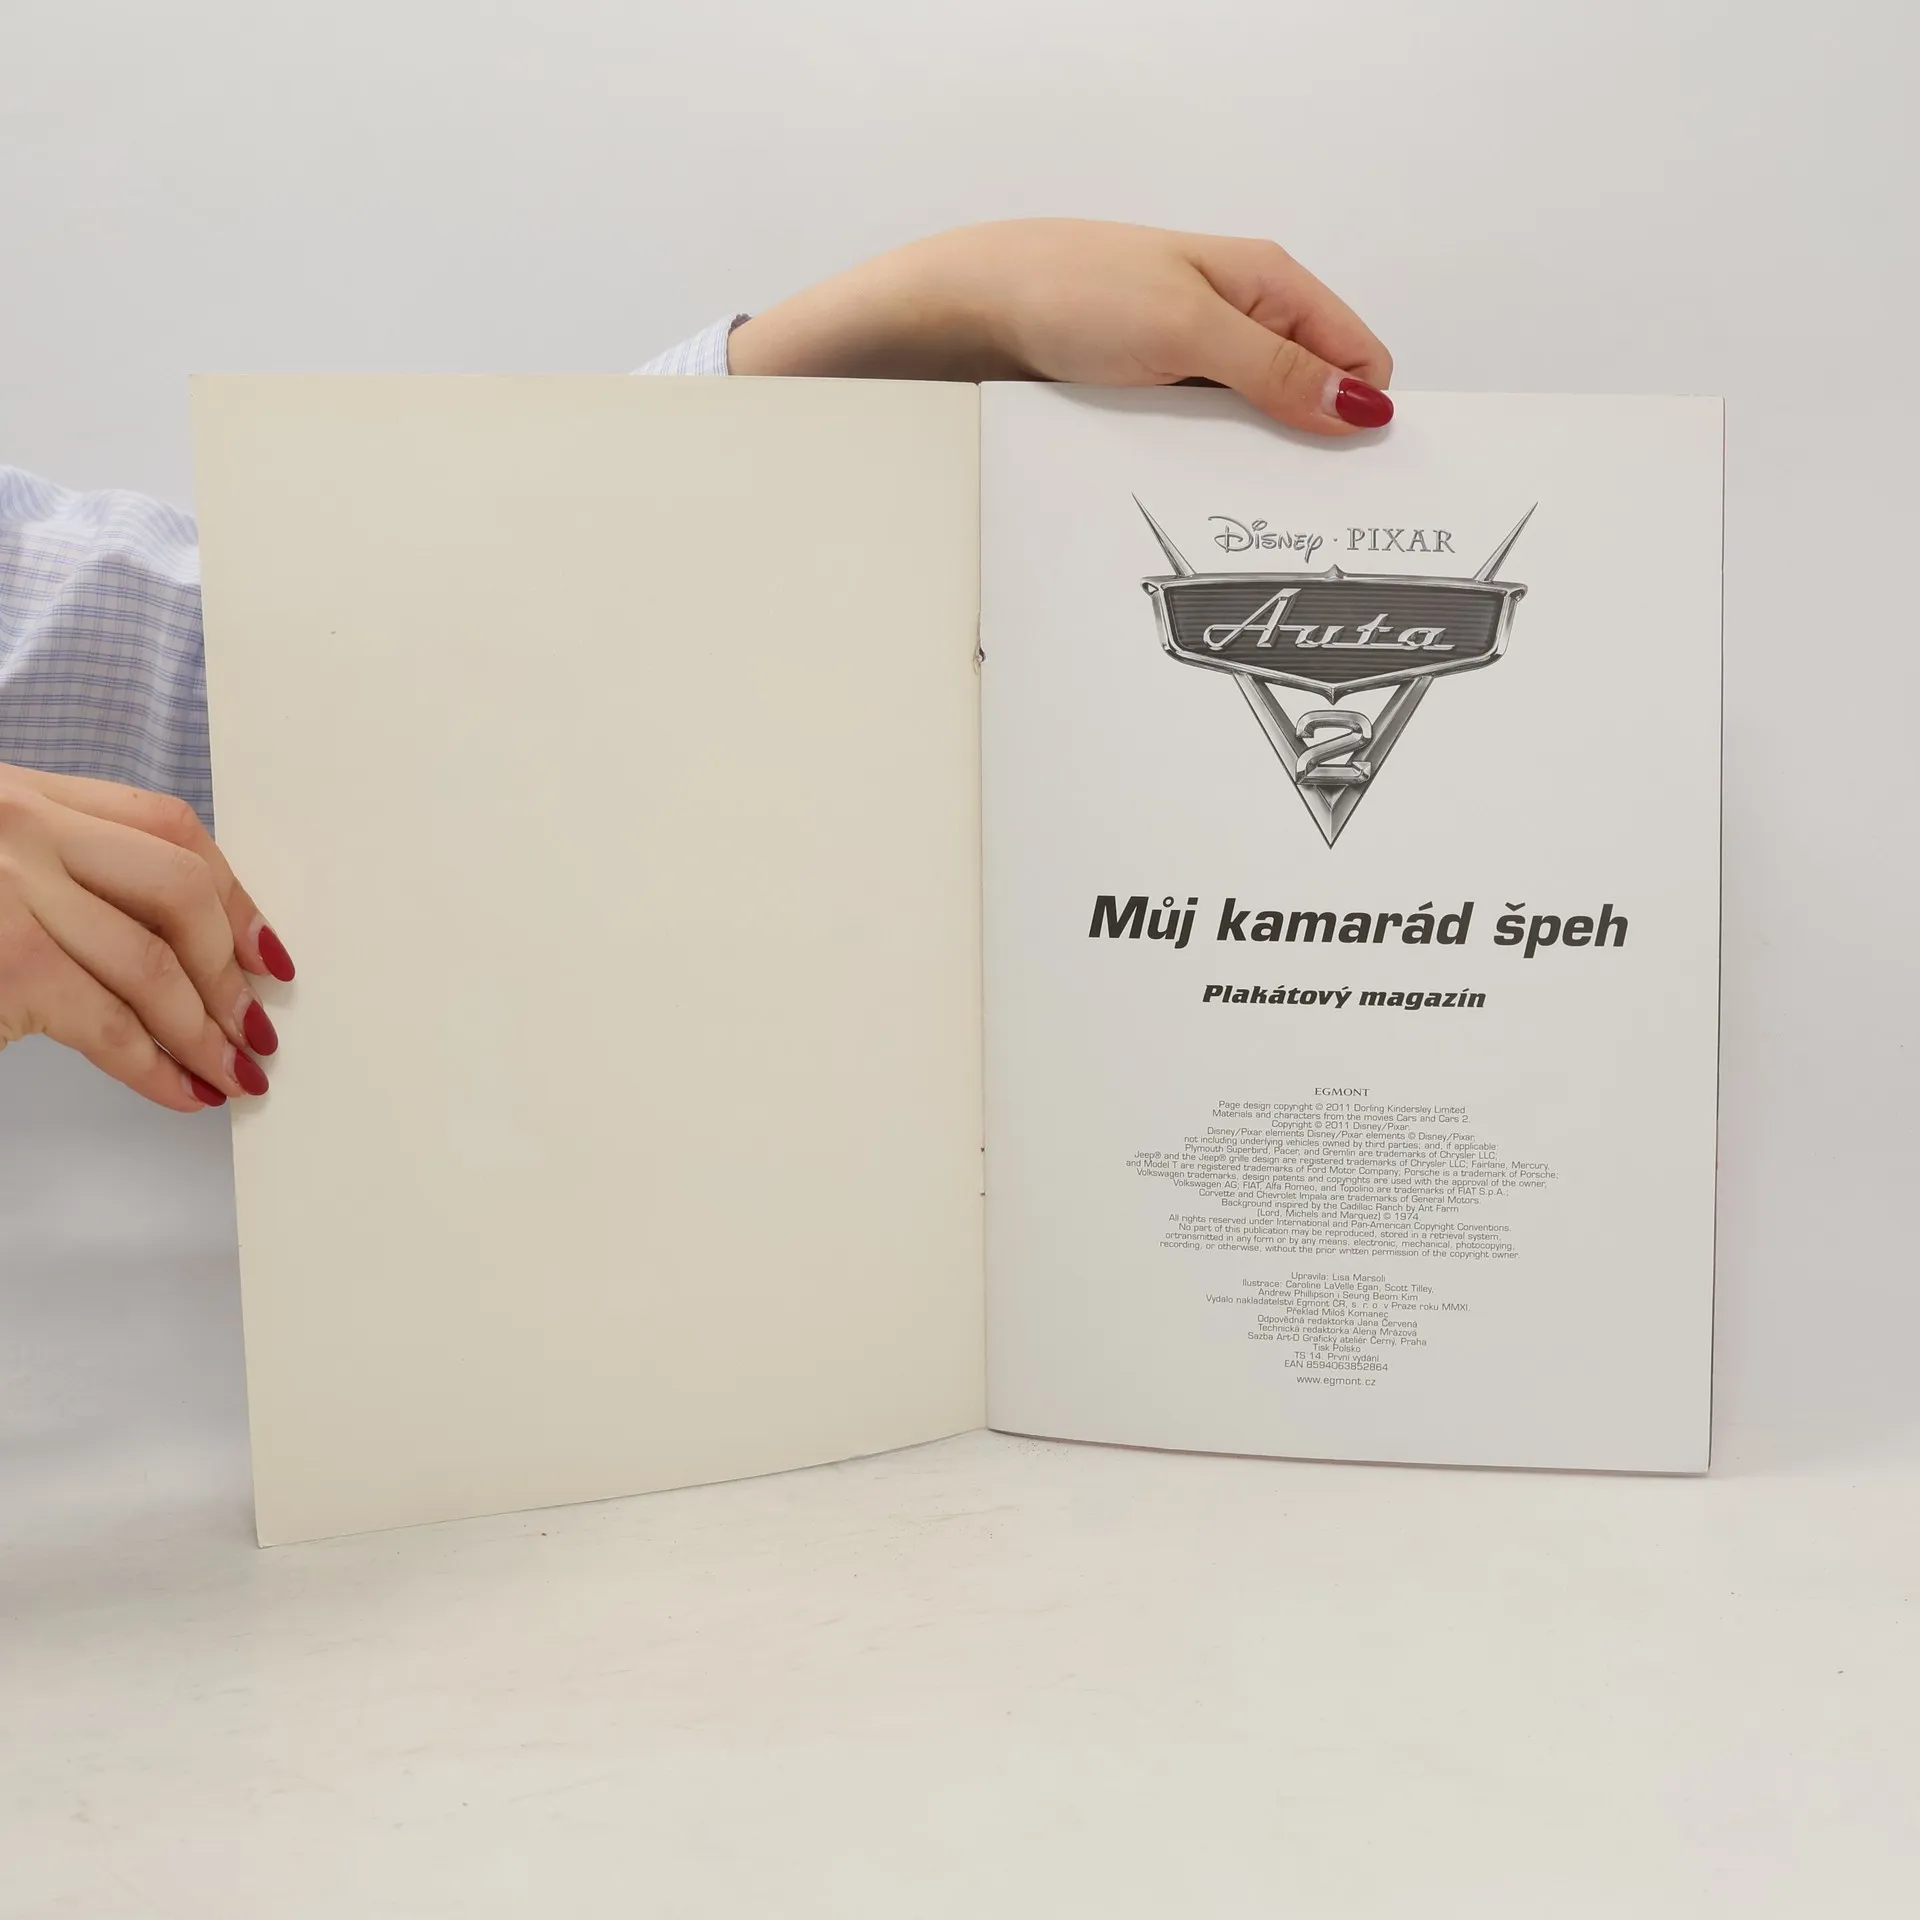 Disney · PIXAR
Auta
2
Můj kamarád špeh
Plakátový magazín
EGMONT
Page design copyright © 2011 Dorling Kindersley Limited
Materials and characters from the movies Cars and Cars 2.
Copyright © 2011 Disney/Pixar.
Disney/Pixar elements Disney/Pixar elements © Disney/Pixar,
not including underlying vehicles owned by third parties; and, if applicable:
Plymouth Superbird, Pacer, and Gremlin are trademarks of Chrysler LLC;
Jeep® and the Jeep® grille design are registered trademarks of Chrysler LLC; Fairlane, Mercury,
and Model T are registered trademarks of Ford Motor Company; Porsche is a trademark of Porsche;
Volkswagen trademarks, design patents and copyrights are used with the approval of the owner,
Volkswagen AG; FIAT, Alfa Romeo, and Topolino are trademarks of FIAT S.p.A.;
Corvette and Chevrolet Impala are trademarks of General Motors.
Background inspired by the Cadillac Ranch by Ant Farm
(Lord, Michels and Marquez) © 1974.
All rights reserved under International and Pan-American Copyright Conventions.
No part of this publication may be reproduced, stored in a retrieval system,
ortransmitted in any form or by any means, electronic, mechanical, photocopying,
recording, or otherwise, without the prior written permission of the copyright owner.
Upravila: Lisa Marsoli
Ilustrace: Caroline LaVelle Egan, Scott Tilley,
Andrew Phillipson i Seung Beom Kim
Vydalo nakladatelství Egmont ČR, s. r. o. v Praze roku MMXI.
Překlad Miloš Komanec
Odpovědná redaktorka Jana Červená
Technická redaktorka Alena Mrázová
Sazba Art-D Grafický ateliér Černý, Praha
Tisk Polsko
TS 14. První vydání
EAN 8594063852864
www.egmont.cz